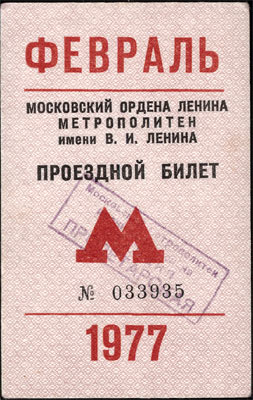 ФЕВРАЛЬ
МОСКОВСКИЙ ОРДЕНА ЛЕНИНА
МЕТРОПОЛИТЕН
имени В. И. ЛЕНИНА
ПРОЕЗДНОЙ БИЛЕТ
М
№ 033935
1977